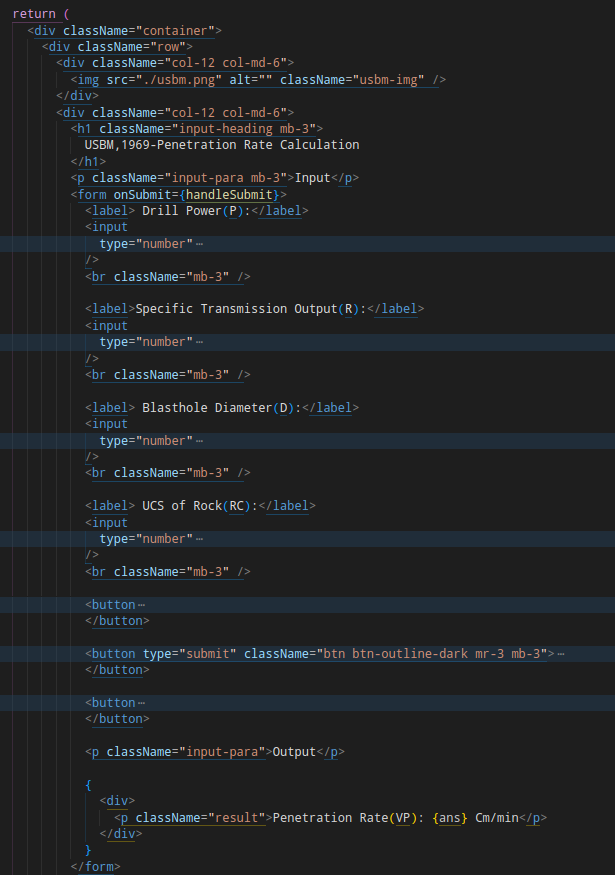 return (
<div className="container">
<div className="row">
<div className="col-12 col-md-6">
<img src="./usbm.png" alt="" className="usbm-img" />
</div>
<div className="col-12 col-md-6">
<h1 className="input-heading mb-3">
USBM,1969-Penetration Rate Calculation
</h1>
<p className="input-para mb-3">Input</p>
<form onSubmit={handleSubmit}>
<label> Drill Power(P):</label>
<input
type="number"⋯
/>
<br className="mb-3" />
<label>Specific Transmission Output(R):</label>
<input
type="number"⋯
/>
<br className="mb-3" />
<label> Blasthole Diameter(D):</label>
<input
type="number"⋯
/>
<br className="mb-3" />
<label> UCS of Rock(RC):</label>
<input
type="number"⋯
/>
<br className="mb-3" />
<button⋯
</button>
<button type="submit" className="btn btn-outline-dark mr-3 mb-3">⋯
</button>
<button⋯
</button>
<p className="input-para">Output</p>
{
<div>
<p className="result">Penetration Rate(VP): {ans} Cm/min</p>
</div>
}
</form>